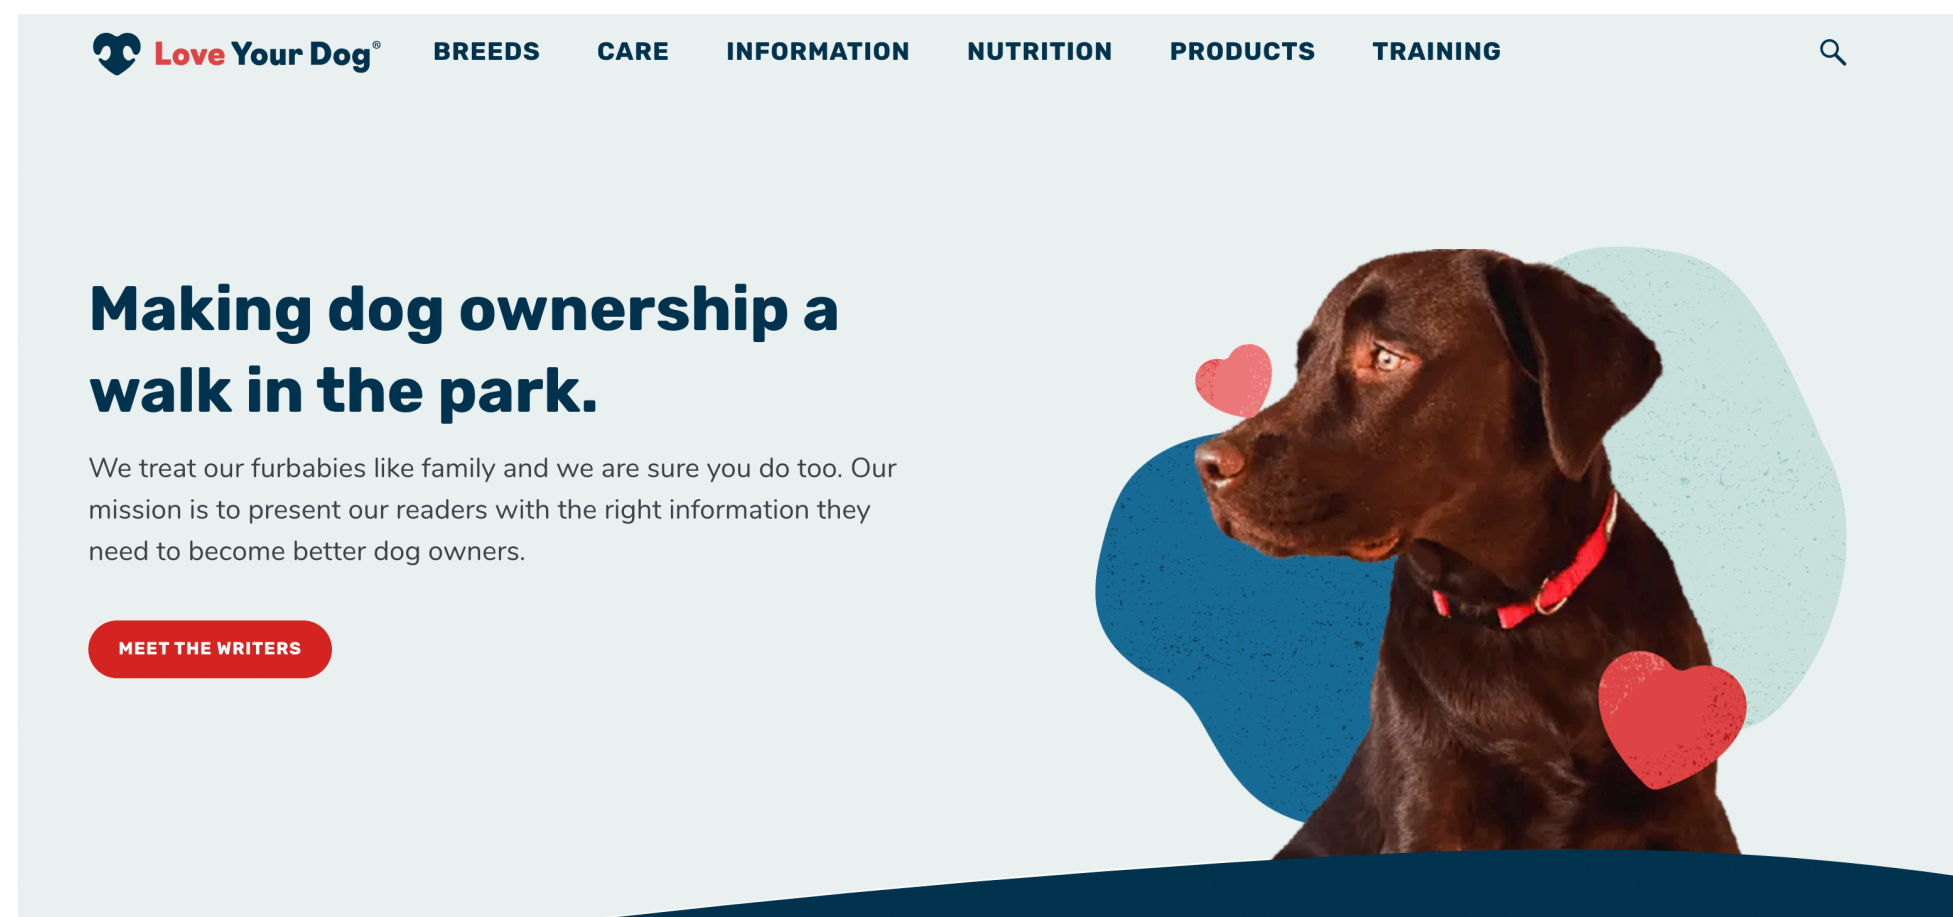 Love Your Dog® BREEDS CARE INFORMATION NUTRITION PRODUCTS TRAINING
Making dog ownership a
walk in the park.
We treat our furbabies like family and we are sure you do too. Our
mission is to present our readers with the right information they
need to become better dog owners.
MEET THE WRITERS